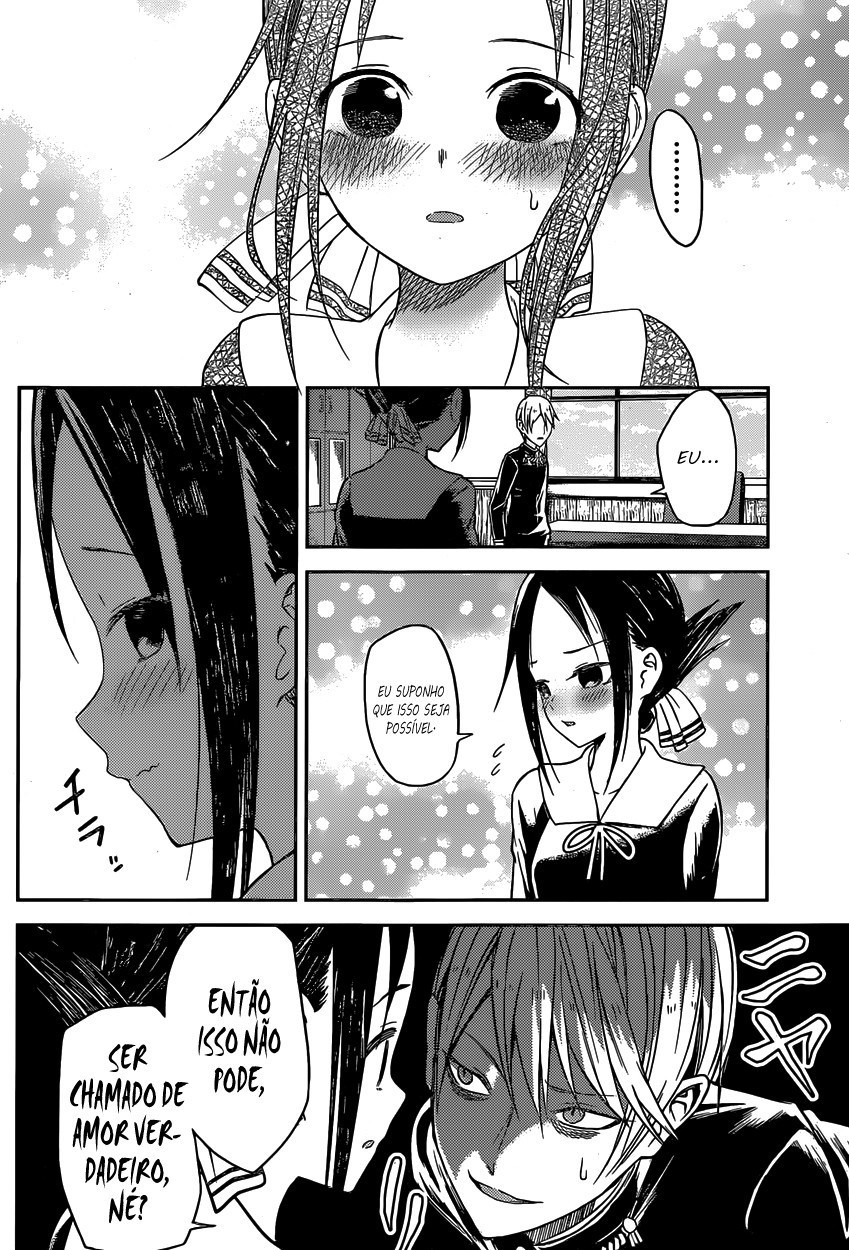 ........
EU...
EU SUPONHO
QUE ISSO SEJA
POSSÍVEL.
チラッ
ニヤ
ENTÃO
ISSO NÃO
PODE,
SER
CHAMADO DE
AMOR VER-
DADEIRO,
NÉ?